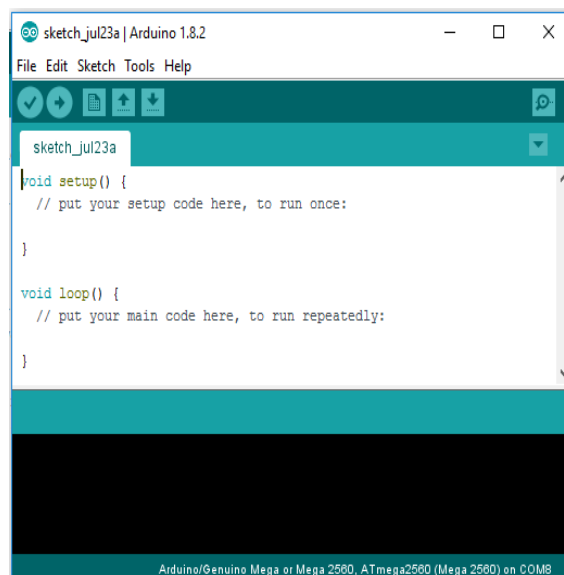 sketch_jul23a | Arduino 1.8.2
File Edit Sketch Tools Help
sketch_jul23a
void setup() {
  // put your setup code here, to run once:
}
void loop() {
  // put your main code here, to run repeatedly:
}
Arduino/Genuino Mega or Mega 2560, ATmega2560 (Mega 2560) on COM8